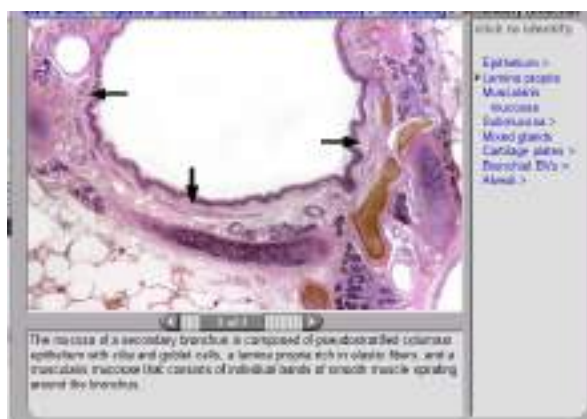 click to identify
Epithelium >
Lamina propria
Muscularis
mucosae
Submucosa >
Mixed glands
Cartilage plates >
Bronchial BVs >
Alveoli >
The mucosa of a secondary bronchus is composed of pseudostratified columnar
epithelium with cilia and goblet cells, a lamina propria rich in elastic fibers, and a
muscularis mucosae that consists of individual bands of smooth muscle spiraling
around the bronchus.